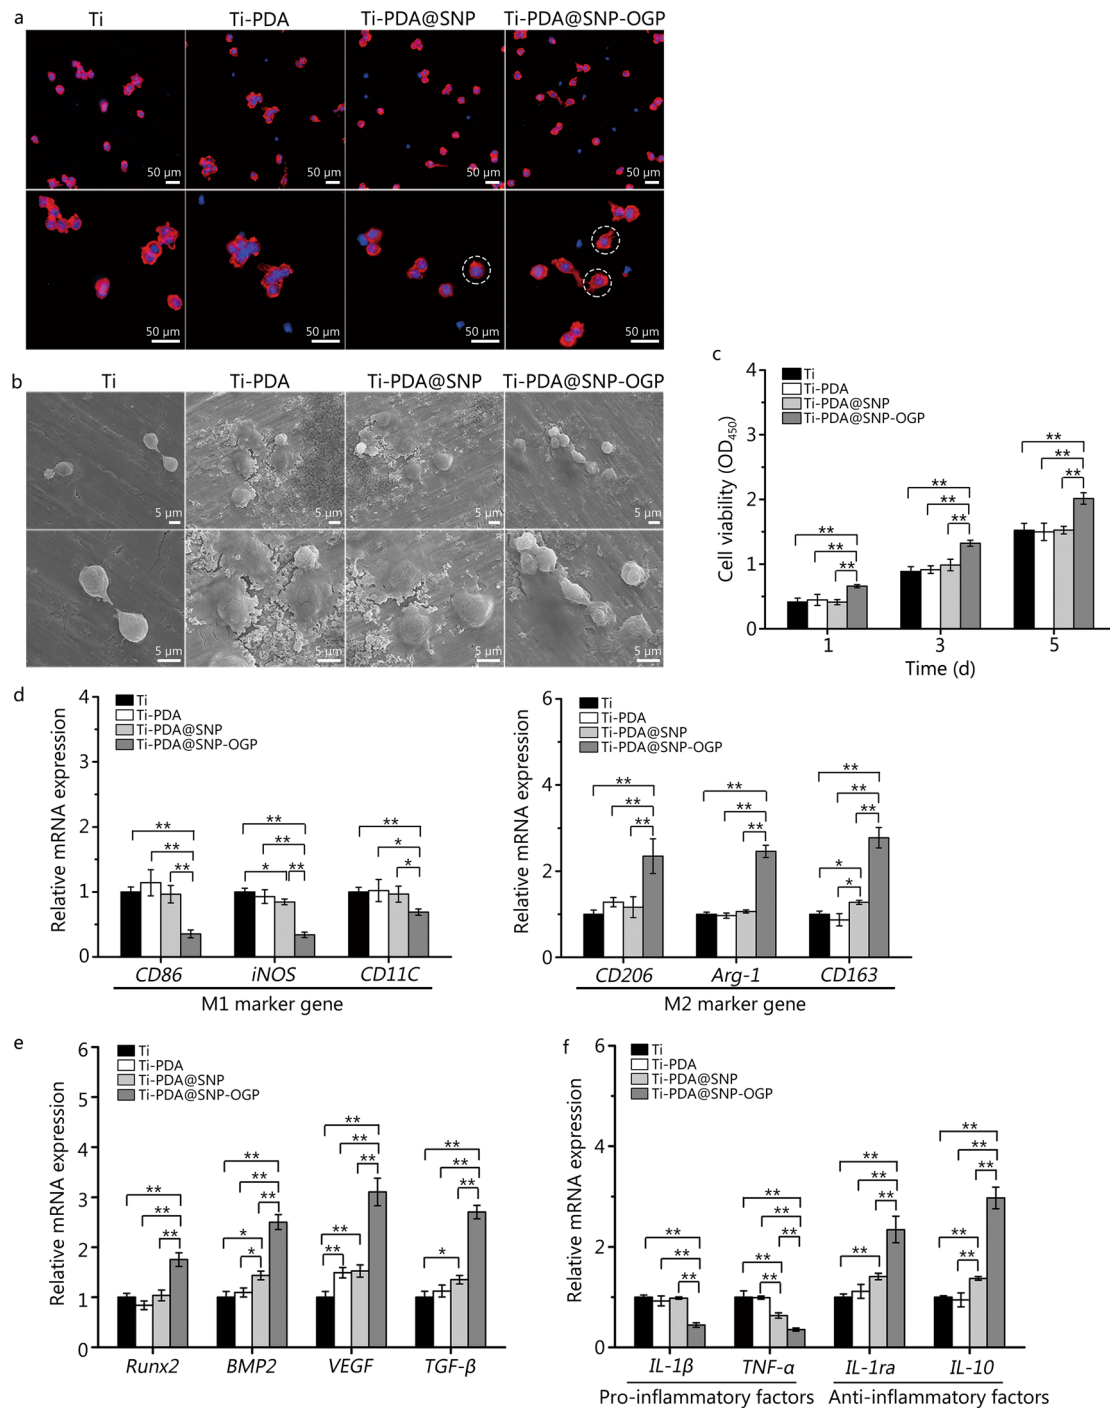 a
Ti Ti-PDA Ti-PDA@SNP Ti-PDA@SNP-OGP
50 μm 50 μm 50 μm 50 μm
50 μm 50 μm 50 μm 50 μm
b
Ti Ti-PDA Ti-PDA@SNP Ti-PDA@SNP-OGP
5 μm 5 μm 5 μm 5 μm
5 μm 5 μm 5 μm 5 μm
c
Cell viability (OD450)
4
3
2
1
0
Ti
Ti-PDA
Ti-PDA@SNP
Ti-PDA@SNP-OGP
** ** **
** ** **
** ** **
1 3 5
Time (d)
d
Relative mRNA expression
4
3
2
1
0
Ti
Ti-PDA
Ti-PDA@SNP
Ti-PDA@SNP-OGP
** ** **
** ** * **
** * *
CD86 iNOS CD11C
M1 marker gene
Relative mRNA expression
6
4
2
0
Ti
Ti-PDA
Ti-PDA@SNP
Ti-PDA@SNP-OGP
** ** **
** ** **
** ** ** * *
CD206 Arg-1 CD163
M2 marker gene
e
Relative mRNA expression
6
5
4
3
2
1
0
Ti
Ti-PDA
Ti-PDA@SNP
Ti-PDA@SNP-OGP
** ** **
** ** ** * *
** ** ** ** **
** ** ** *
Runx2 BMP2 VEGF TGF-β
f
Relative mRNA expression
6
4
2
0
Ti
Ti-PDA
Ti-PDA@SNP
Ti-PDA@SNP-OGP
** ** **
** ** ** ** **
** ** ** **
** ** ** ** **
IL-1β TNF-α IL-1ra IL-10
Pro-inflammatory factors Anti-inflammatory factors